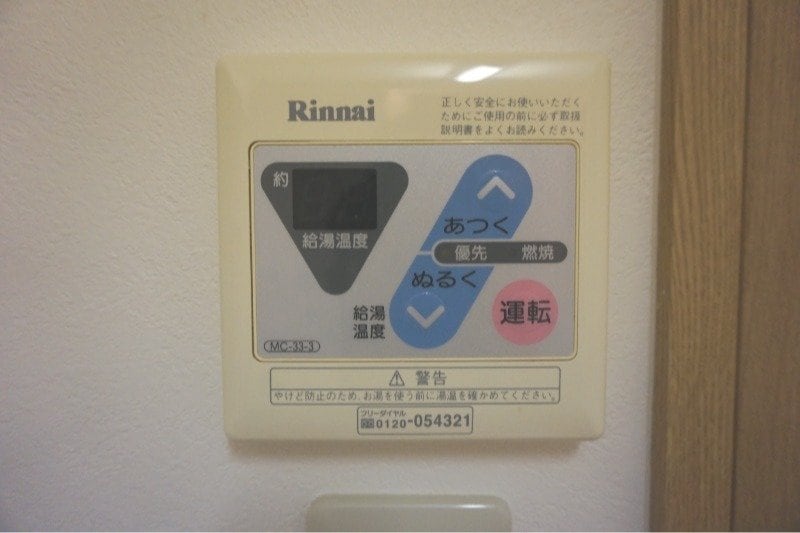 Rinnai
正しく安全にお使いいただく
ためにご使用の前に必ず取扱
説明書をよくお読みください。
約
給湯温度
あつく
優先 燃焼
ぬるく
給湯
温度
運転
MC-33-3
⚠ 警告
やけど防止のため、お湯を使う前に湯温を確かめてください。
フリーダイヤル
0120-054321